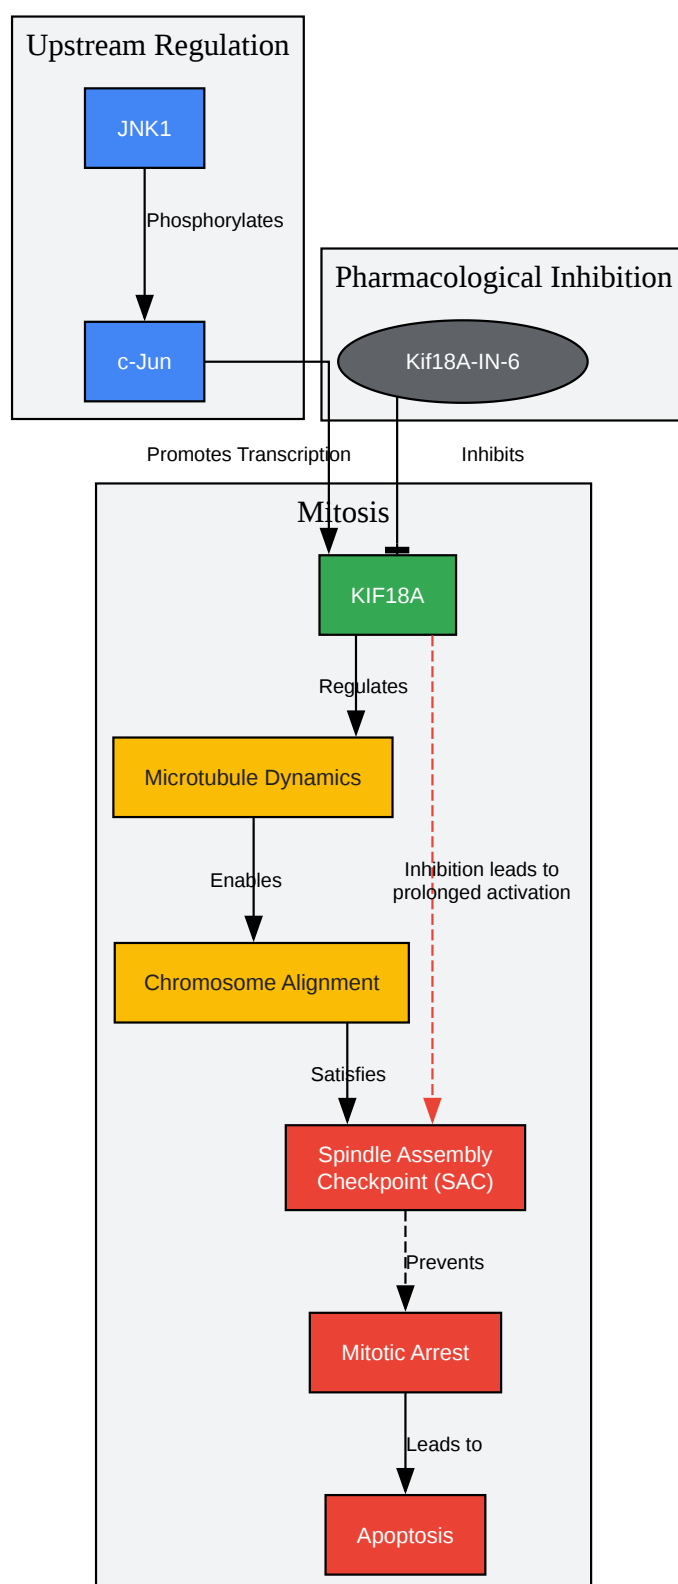 Upstream Regulation
JNK1
Phosphorylates
Pharmacological Inhibition
c-Jun
Kif18A-IN-6
Promotes Transcription
Inhibits
Mitosis
KIF18A
Regulates
Microtubule Dynamics
Enables
Inhibition leads to
prolonged activation
Chromosome Alignment
Satisfies
Spindle Assembly
Checkpoint (SAC)
Prevents
Mitotic Arrest
Leads to
Apoptosis